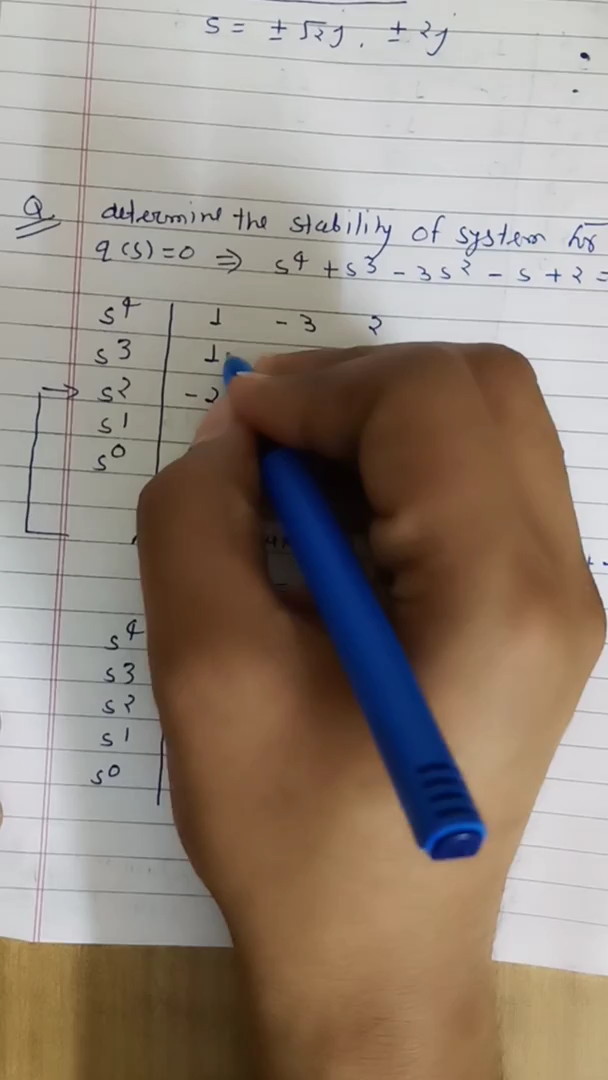 s = ± √2j, ± 2j
Q determine the stability of system for
q(s)=0 ⇒ s⁴ + s³ - 3s² - s + 2 =
s⁴ | 1 -3 2
s³ | 1
s² | -2
s¹
s⁰
s⁴
s³
s²
s¹
s⁰